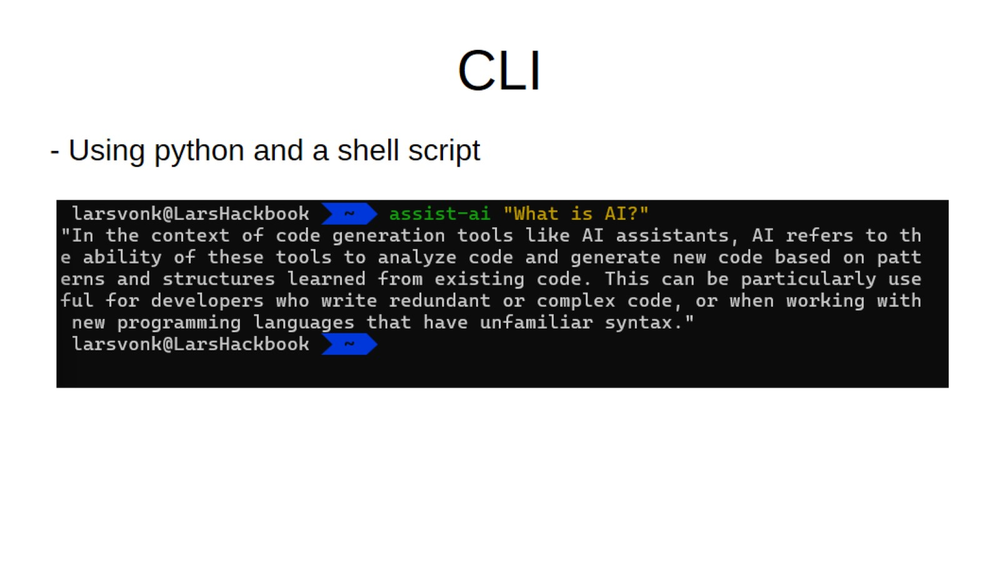 CLI
- Using python and a shell script
larsvonk@LarsHackbook ~ assist-ai "What is AI?"
"In the context of code generation tools like AI assistants, AI refers to th
e ability of these tools to analyze code and generate new code based on patt
erns and structures learned from existing code. This can be particularly use
ful for developers who write redundant or complex code, or when working with
 new programming languages that have unfamiliar syntax."
larsvonk@LarsHackbook ~